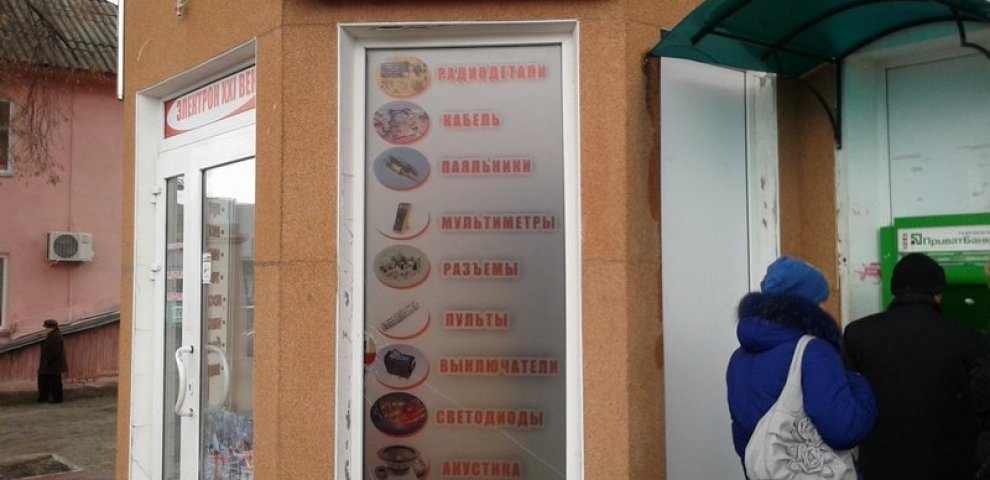 ЭЛЕКТРОН XXI ВЕК
РАДИОДЕТАЛИ
КАБЕЛЬ
ПАЯЛЬНИКИ
МУЛЬТИМЕТРЫ
РАЗЪЕМЫ
ПУЛЬТЫ
ВЫКЛЮЧАТЕЛИ
СВЕТОДИОДЫ
АКУСТИКА
ПриватБанк